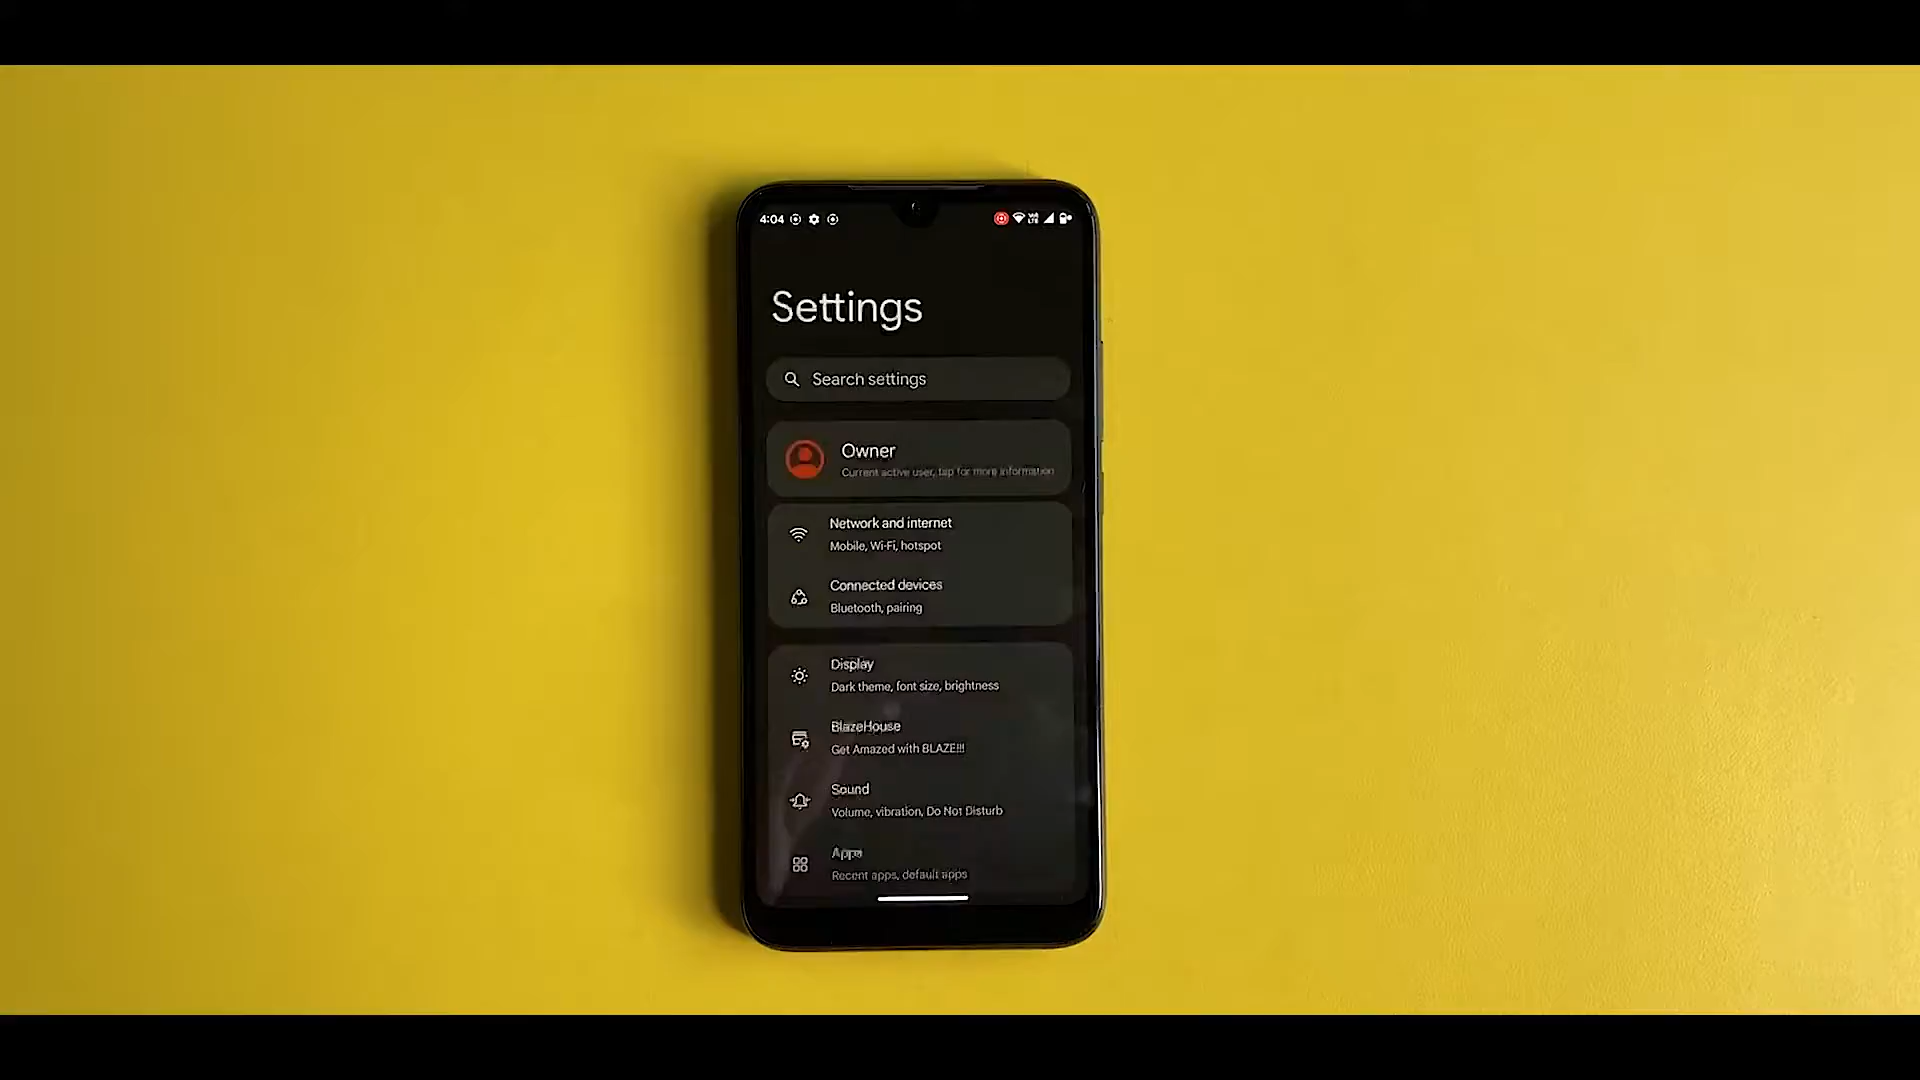 4:04
Vo LTE
Settings
Search settings
Owner
Current active user, tap for more information
Network and internet
Mobile, Wi-Fi, hotspot
Connected devices
Bluetooth, pairing
Display
Dark theme, font size, brightness
BlazeHouse
Get Amazed with BLAZE!!!
Sound
Volume, vibration, Do Not Disturb
Apps
Recent apps, default apps